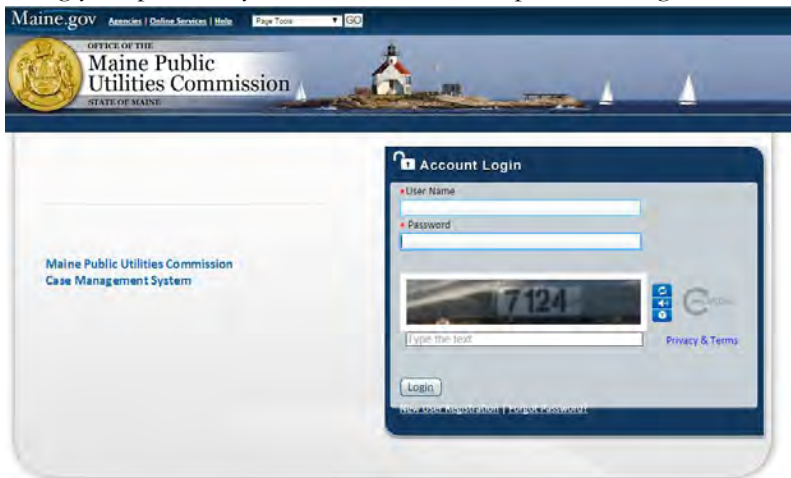 Maine.gov Agencies | Online Services | Help Page Tools GO
OFFICE OF THE
Maine Public
Utilities Commission
STATE OF MAINE
Account Login
*User Name
* Password
Maine Public Utilities Commission
Case Management System
7124
Type the text
Privacy & Terms
Login
New User Registration | Forgot Password?